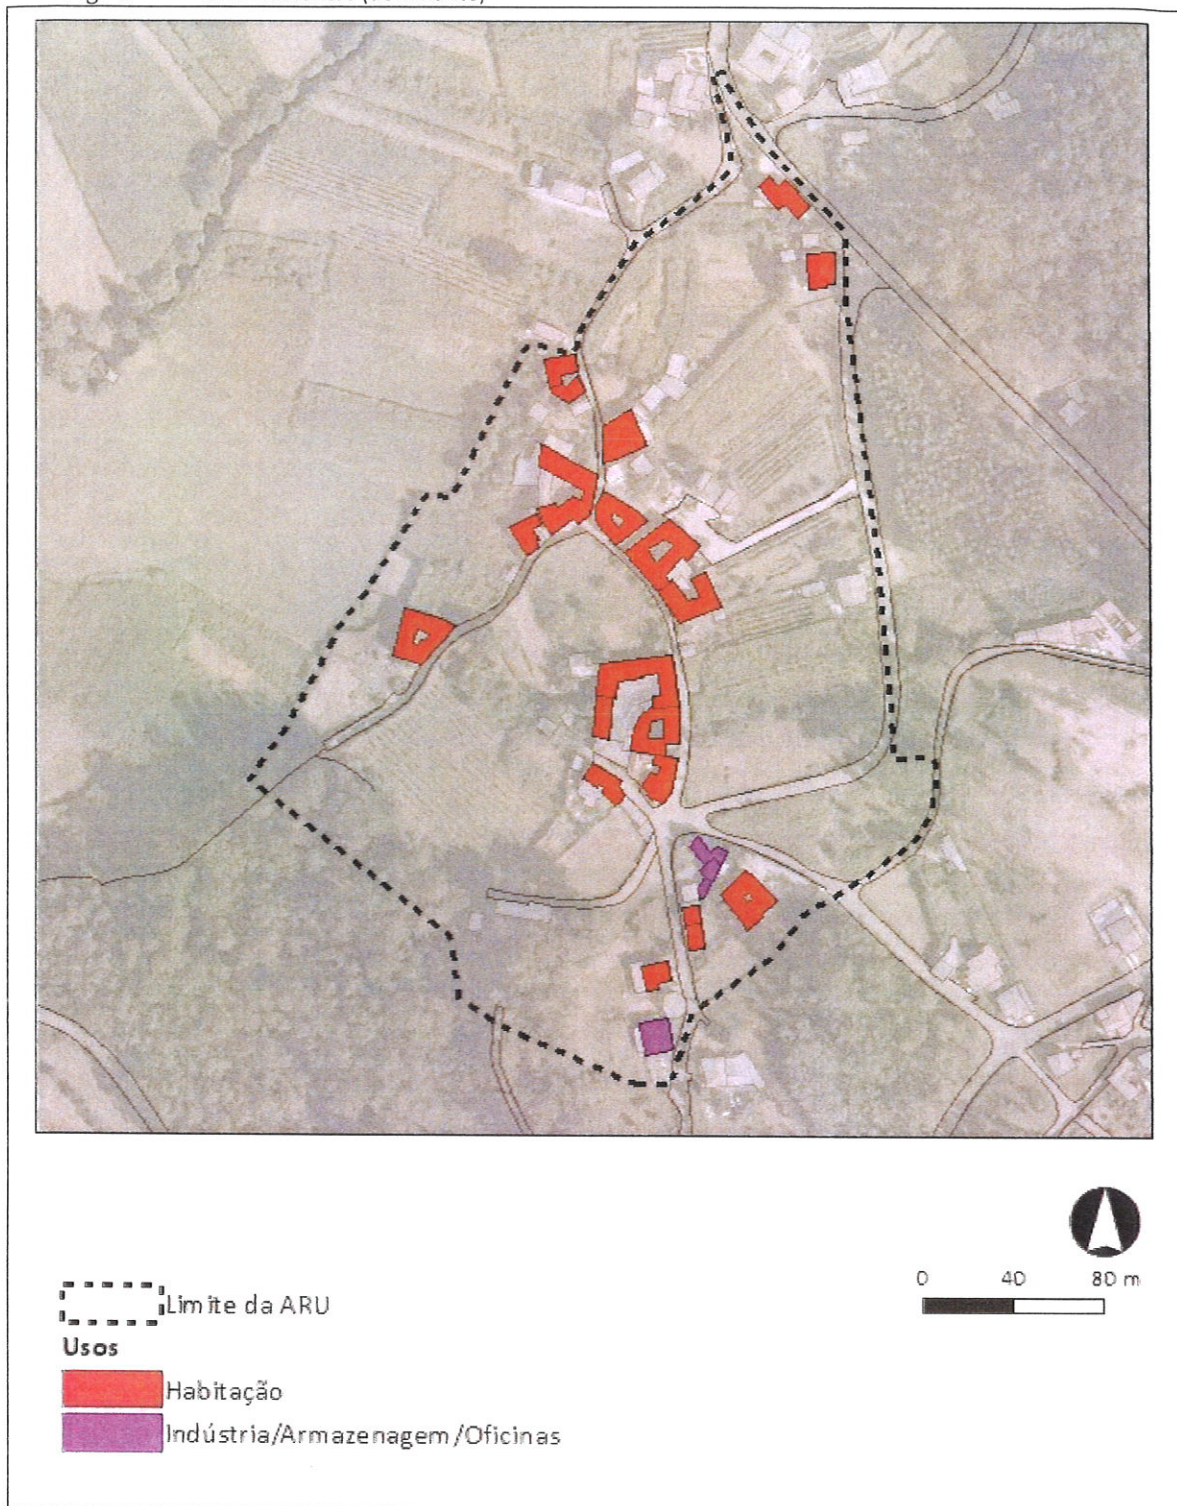 0 40 80 m
Limite da ARU
Usos
Habitação
Indústria/Armazenagem/Oficinas